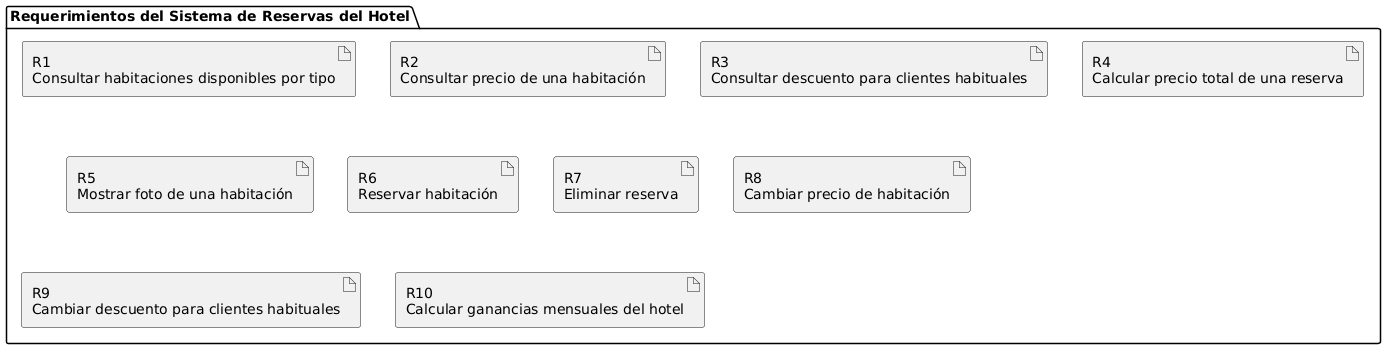 Requerimientos del Sistema de Reservas del Hotel
R1
Consultar habitaciones disponibles por tipo
R2
Consultar precio de una habitación
R3
Consultar descuento para clientes habituales
R4
Calcular precio total de una reserva
R5
Mostrar foto de una habitación
R6
Reservar habitación
R7
Eliminar reserva
R8
Cambiar precio de habitación
R9
Cambiar descuento para clientes habituales
R10
Calcular ganancias mensuales del hotel